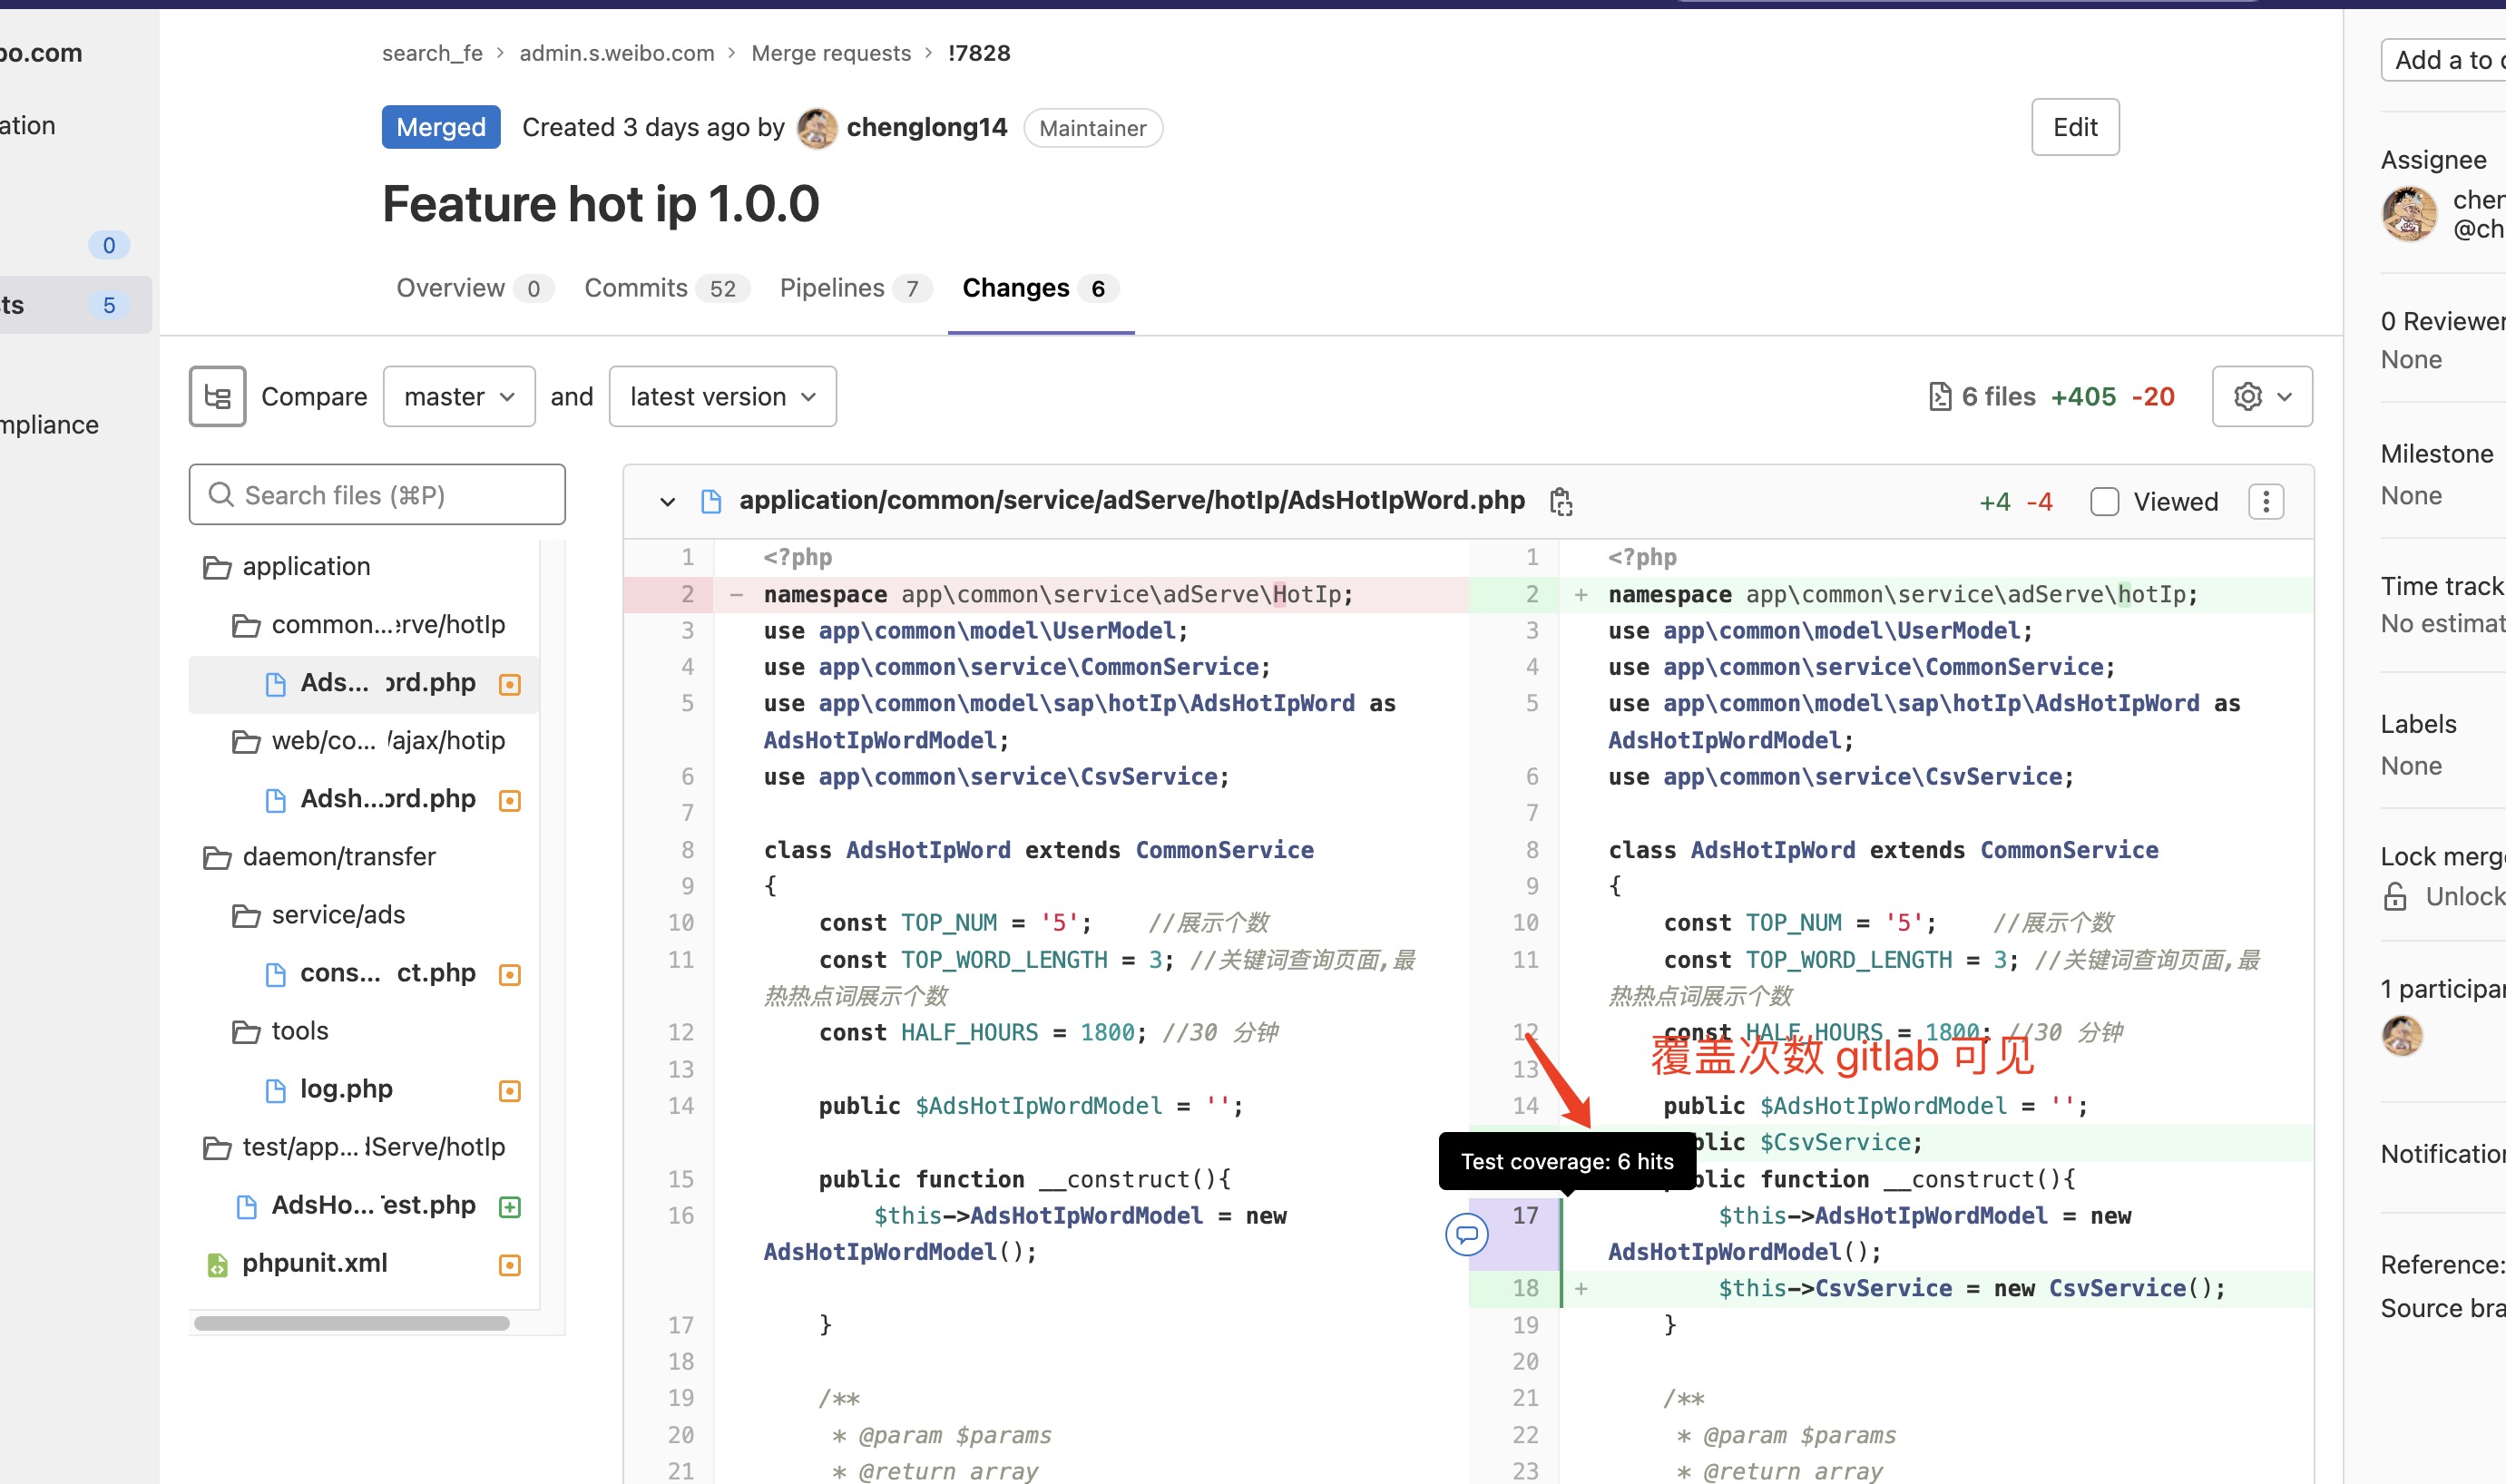 bo.com
ation
0
ts 5
mpliance
search_fe > admin.s.weibo.com > Merge requests > !7828
Merged Created 3 days ago by chenglong14 Maintainer
Edit
Feature hot ip 1.0.0
Overview 0 Commits 52 Pipelines 7 Changes 6
Compare master and latest version
6 files +405 -20
Search files (⌘P)
application
common...erve/hotIp
Ads... ord.php
web/co... /ajax/hotip
Adsh...ord.php
daemon/transfer
service/ads
cons... ct.php
tools
log.php
test/app... dServe/hotIp
AdsHo... Test.php
phpunit.xml
application/common/service/adServe/hotIp/AdsHotIpWord.php
+4 -4 Viewed
1 <?php
2 − namespace app\common\service\adServe\HotIp;
3 use app\common\model\UserModel;
4 use app\common\service\CommonService;
5 use app\common\model\sap\hotIp\AdsHotIpWord as
AdsHotIpWordModel;
6 use app\common\service\CsvService;
7
8 class AdsHotIpWord extends CommonService
9 {
10 const TOP_NUM = '5'; //展示个数
11 const TOP_WORD_LENGTH = 3; //关键词查询页面,最
热热点词展示个数
12 const HALF_HOURS = 1800; //30 分钟
13
14 public $AdsHotIpWordModel = '';
15 public function __construct(){
16 $this->AdsHotIpWordModel = new
AdsHotIpWordModel();
17 }
18
19 /**
20 * @param $params
21 * @return array
1 <?php
2 + namespace app\common\service\adServe\hotIp;
3 use app\common\model\UserModel;
4 use app\common\service\CommonService;
5 use app\common\model\sap\hotIp\AdsHotIpWord as
AdsHotIpWordModel;
6 use app\common\service\CsvService;
7
8 class AdsHotIpWord extends CommonService
9 {
10 const TOP_NUM = '5'; //展示个数
11 const TOP_WORD_LENGTH = 3; //关键词查询页面,最
热热点词展示个数
12 const HALF_HOURS = 1800; //30 分钟
覆盖次数 gitlab 可见
13
14 public $AdsHotIpWordModel = '';
blic $CsvService;
Test coverage: 6 hits
blic function __construct(){
17 $this->AdsHotIpWordModel = new
AdsHotIpWordModel();
18 + $this->CsvService = new CsvService();
19 }
20
21 /**
22 * @param $params
23 * @return array
Add a to
Assignee
chen
@ch
0 Reviewer
None
Milestone
None
Time track
No estimat
Labels
None
Lock merg
Unlock
1 participa
Notification
Reference:
Source bra